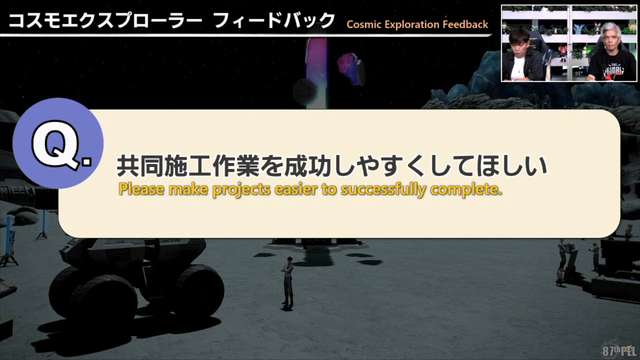 コスモエクスプローラー フィードバック Cosmic Exploration Feedback
Q.
共同施工作業を成功しやすくしてほしい
Please make projects easier to successfully complete.
87th PLL